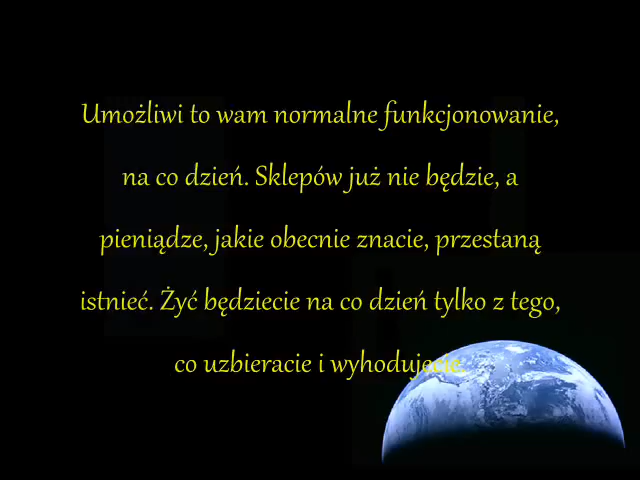 Umożliwi to wam normalne funkcjonowanie,
na co dzień. Sklepów już nie będzie, a
pieniądze, jakie obecnie znacie, przestaną
istnieć. Żyć będziecie na co dzień tylko z tego,
co uzbieracie i wyhodujecie.